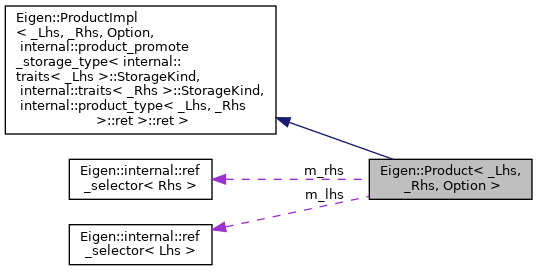 Eigen::ProductImpl
< _Lhs, _Rhs, Option,
internal::product_promote
_storage_type< internal::
traits< _Lhs >::StorageKind,
internal::traits< _Rhs >::StorageKind,
internal::product_type< _Lhs, _Rhs
>::ret >::ret >
Eigen::internal::ref
_selector< Rhs >
m_rhs
Eigen::Product< _Lhs,
_Rhs, Option >
m_lhs
Eigen::internal::ref
_selector< Lhs >